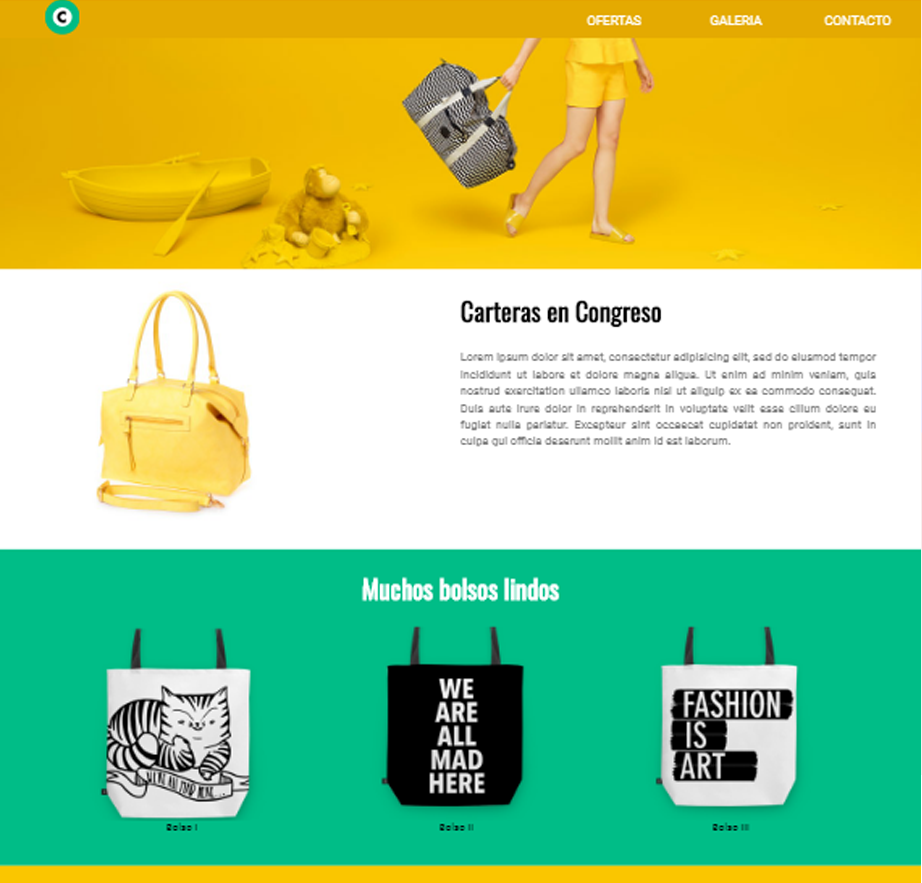 C
OFERTAS GALERIA CONTACTO
Carteras en Congreso
Lorem ipsum dolor sit amet, consectetur adipisicing elit, sed do eiusmod tempor
incididunt ut labore et dolore magna aliqua. Ut enim ad minim veniam, quis
nostrud exercitation ullamco laboris nisi ut aliquip ex ea commodo consequat.
Duis aute irure dolor in reprehenderit in voluptate velit esse cillum dolore eu
fugiat nulla pariatur. Excepteur sint occaecat cupidatat non proident, sunt in
culpa qui officia deserunt mollit anim id est laborum.
Muchos bolsos lindos
WE'RE ALL MAD HERE...
WE
ARE
ALL
MAD
HERE
FASHION
IS
ART
Bolso I
Bolso II
Bolso III